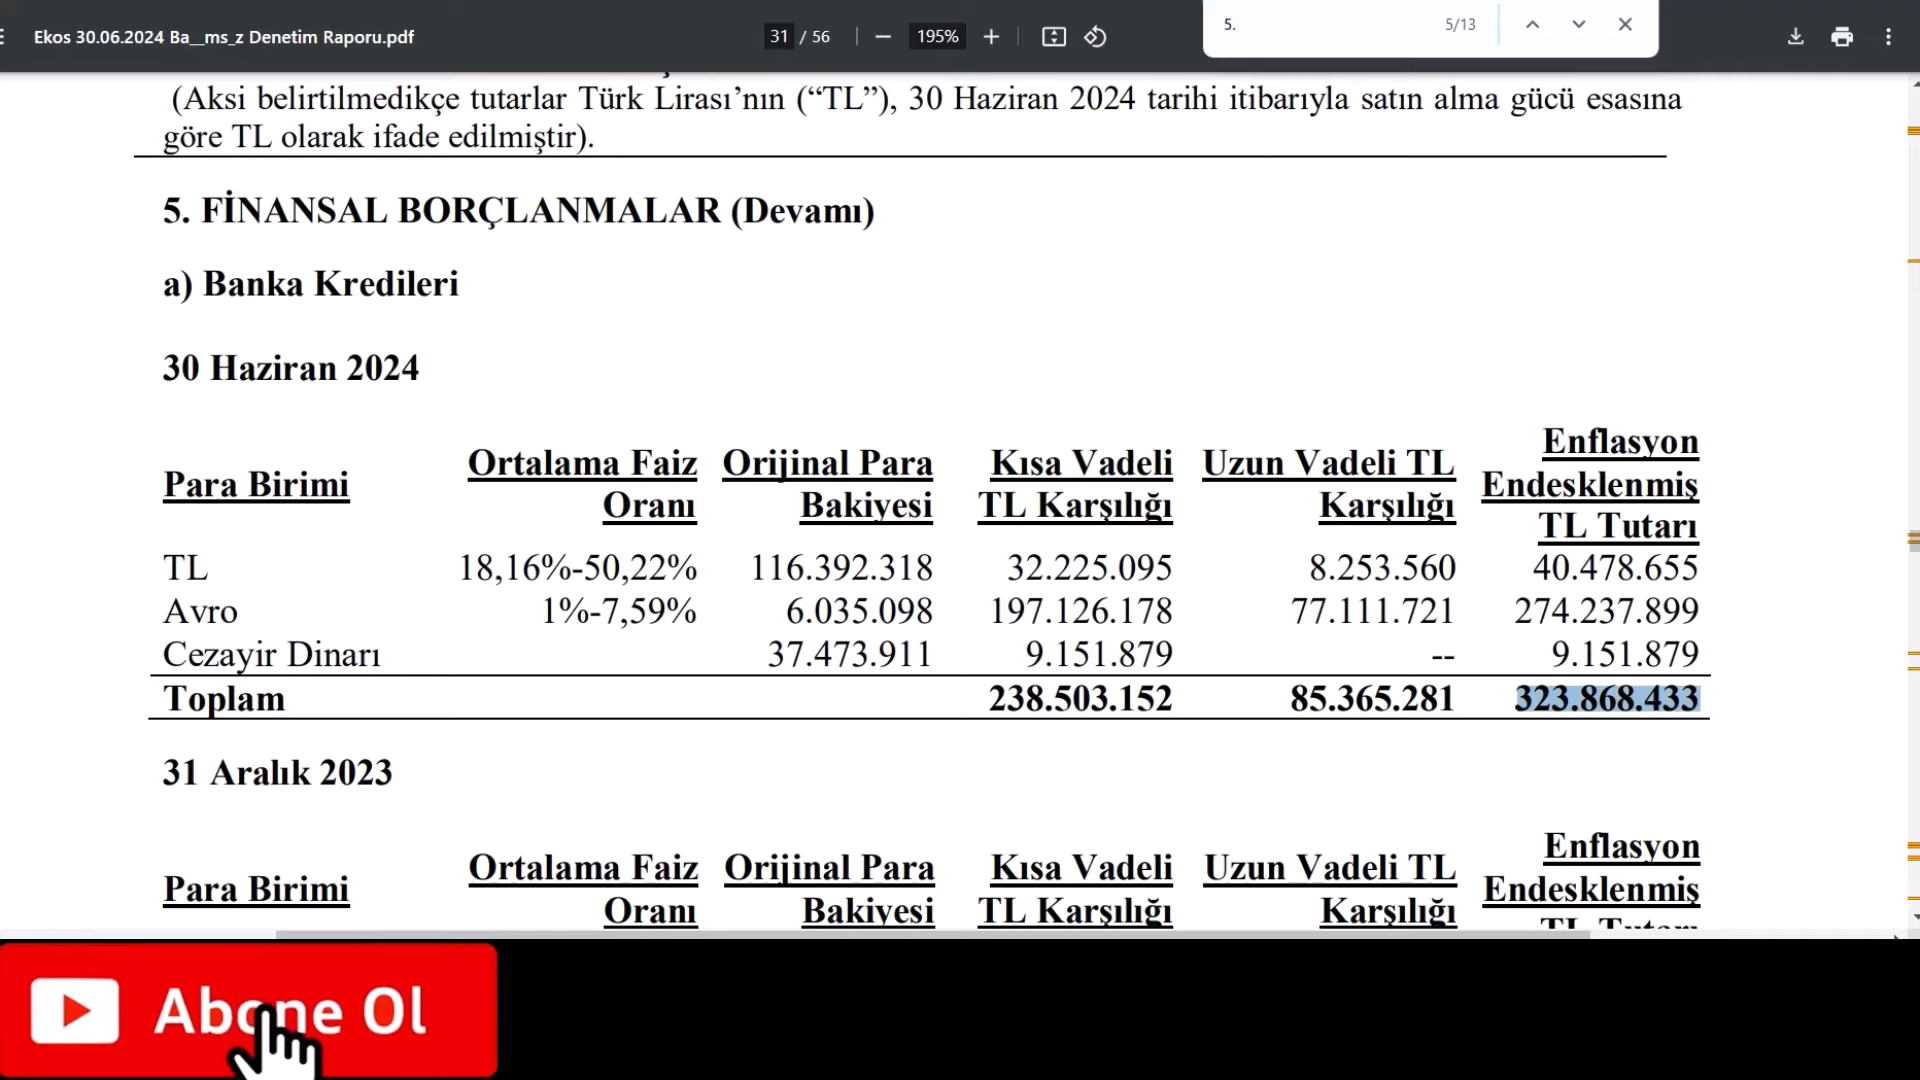 Ekos 30.06.2024 Ba__ms_z Denetim Raporu.pdf
31 / 56
195%
5.
5/13
(Aksi belirtilmedikçe tutarlar Türk Lirası’nın (“TL”), 30 Haziran 2024 tarihi itibarıyla satın alma gücü esasına
göre TL olarak ifade edilmiştir).
5. FİNANSAL BORÇLANMALAR (Devamı)
a) Banka Kredileri
30 Haziran 2024
Para Birimi Ortalama Faiz Oranı Orijinal Para Bakiyesi Kısa Vadeli TL Karşılığı Uzun Vadeli TL Karşılığı Enflasyon Endesklenmiş TL Tutarı
TL 18,16%-50,22% 116.392.318 32.225.095 8.253.560 40.478.655
Avro 1%-7,59% 6.035.098 197.126.178 77.111.721 274.237.899
Cezayir Dinarı 37.473.911 9.151.879 -- 9.151.879
Toplam 238.503.152 85.365.281 323.868.433
31 Aralık 2023
Para Birimi Ortalama Faiz Oranı Orijinal Para Bakiyesi Kısa Vadeli TL Karşılığı Uzun Vadeli TL Karşılığı Enflasyon Endesklenmiş TL Tutarı
Abone Ol